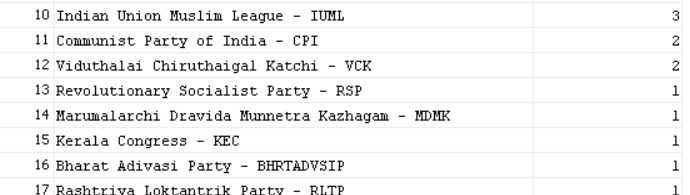 10 Indian Union Muslim League - IUML 3
11 Communist Party of India - CPI 2
12 Viduthalai Chiruthaigal Katchi - VCK 2
13 Revolutionary Socialist Party - RSP 1
14 Marumalarchi Dravida Munnetra Kazhagam - MDMK 1
15 Kerala Congress - KEC 1
16 Bharat Adivasi Party - BHRTADVSIP 1
17 Rashtriya Loktantrik Party - RLTP 1